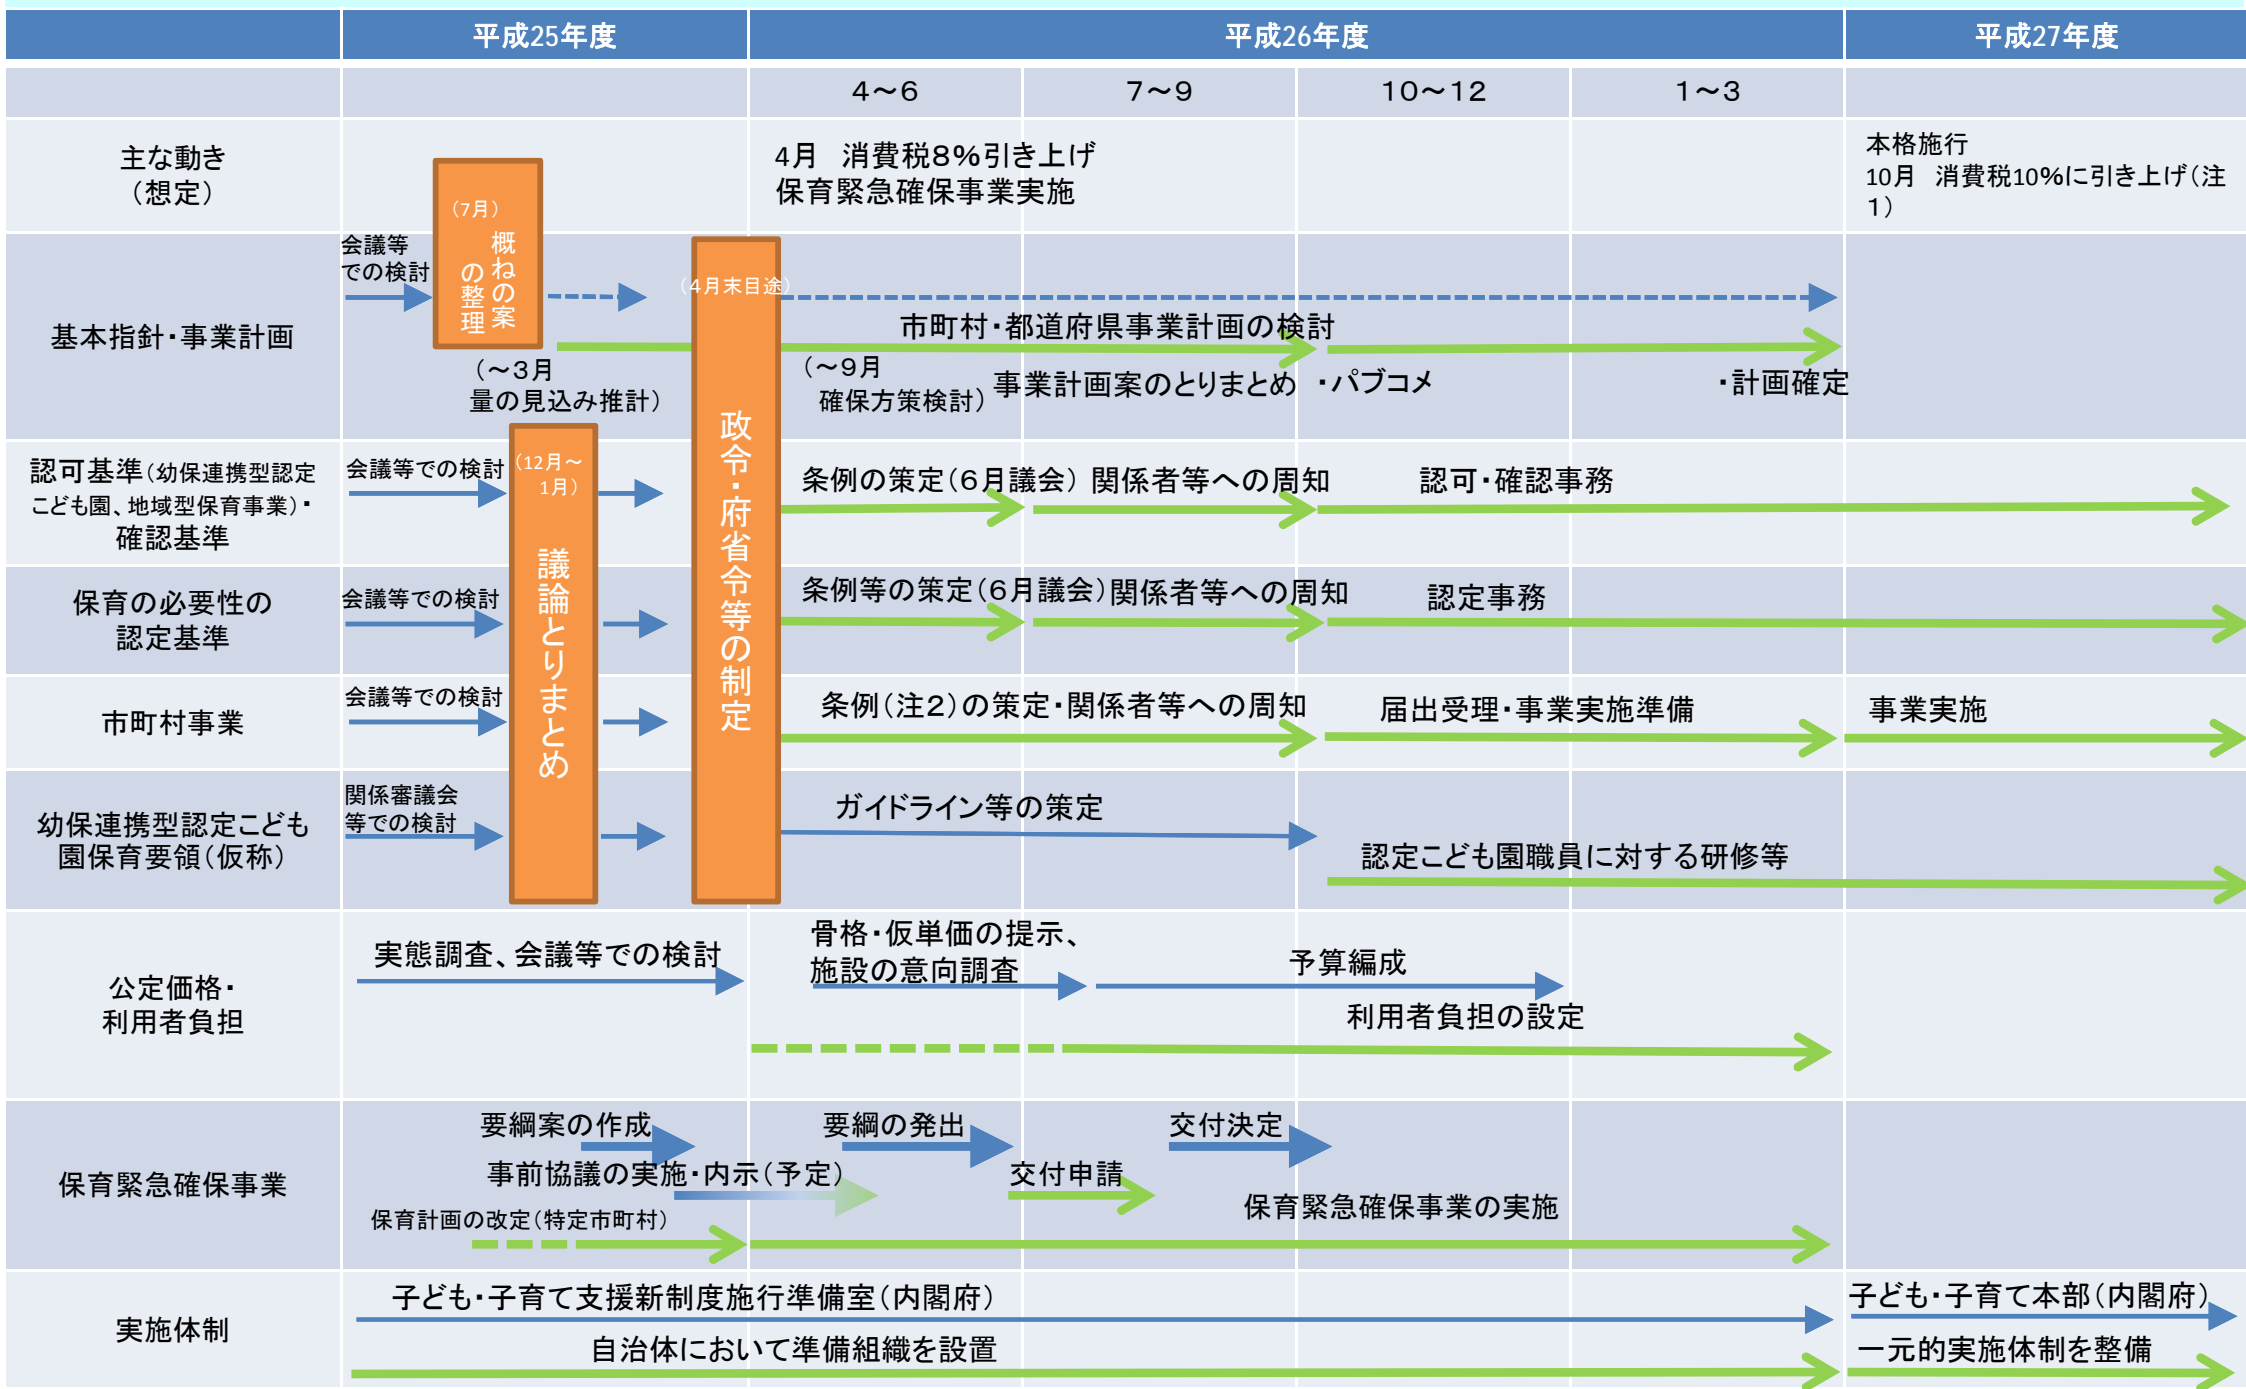 平成25年度
平成26年度
平成27年度
4～6
7～9
10～12
1～3
主な動き
（想定）
4月　消費税8%引き上げ
保育緊急確保事業実施
本格施行
10月　消費税10%に引き上げ（注
1）
基本指針・事業計画
会議等
での検討
（7月）
概ねの案
の整理
（4月末目途）
政令・府省令等の制定
市町村・都道府県事業計画の検討
（～3月
量の見込み推計）
（～9月
確保方策検討）
事業計画案のとりまとめ
・パブコメ
・計画確定
認可基準（幼保連携型認定
こども園、地域型保育事業）・
確認基準
会議等での検討
（12月～
1月）
議論とりまとめ
条例の策定（6月議会）
関係者等への周知
認可・確認事務
保育の必要性の
認定基準
会議等での検討
条例等の策定（6月議会）
関係者等への周知
認定事務
市町村事業
会議等での検討
条例（注2）の策定・関係者等への周知
届出受理・事業実施準備
事業実施
幼保連携型認定こども
園保育要領（仮称）
関係審議会
等での検討
ガイドライン等の策定
認定こども園職員に対する研修等
公定価格・
利用者負担
実態調査、会議等での検討
骨格・仮単価の提示、
施設の意向調査
予算編成
利用者負担の設定
保育緊急確保事業
要綱案の作成
要綱の発出
交付決定
事前協議の実施・内示（予定）
交付申請
保育計画の改定（特定市町村）
保育緊急確保事業の実施
実施体制
子ども・子育て支援新制度施行準備室（内閣府）
子ども・子育て本部（内閣府）
自治体において準備組織を設置
一元的実施体制を整備